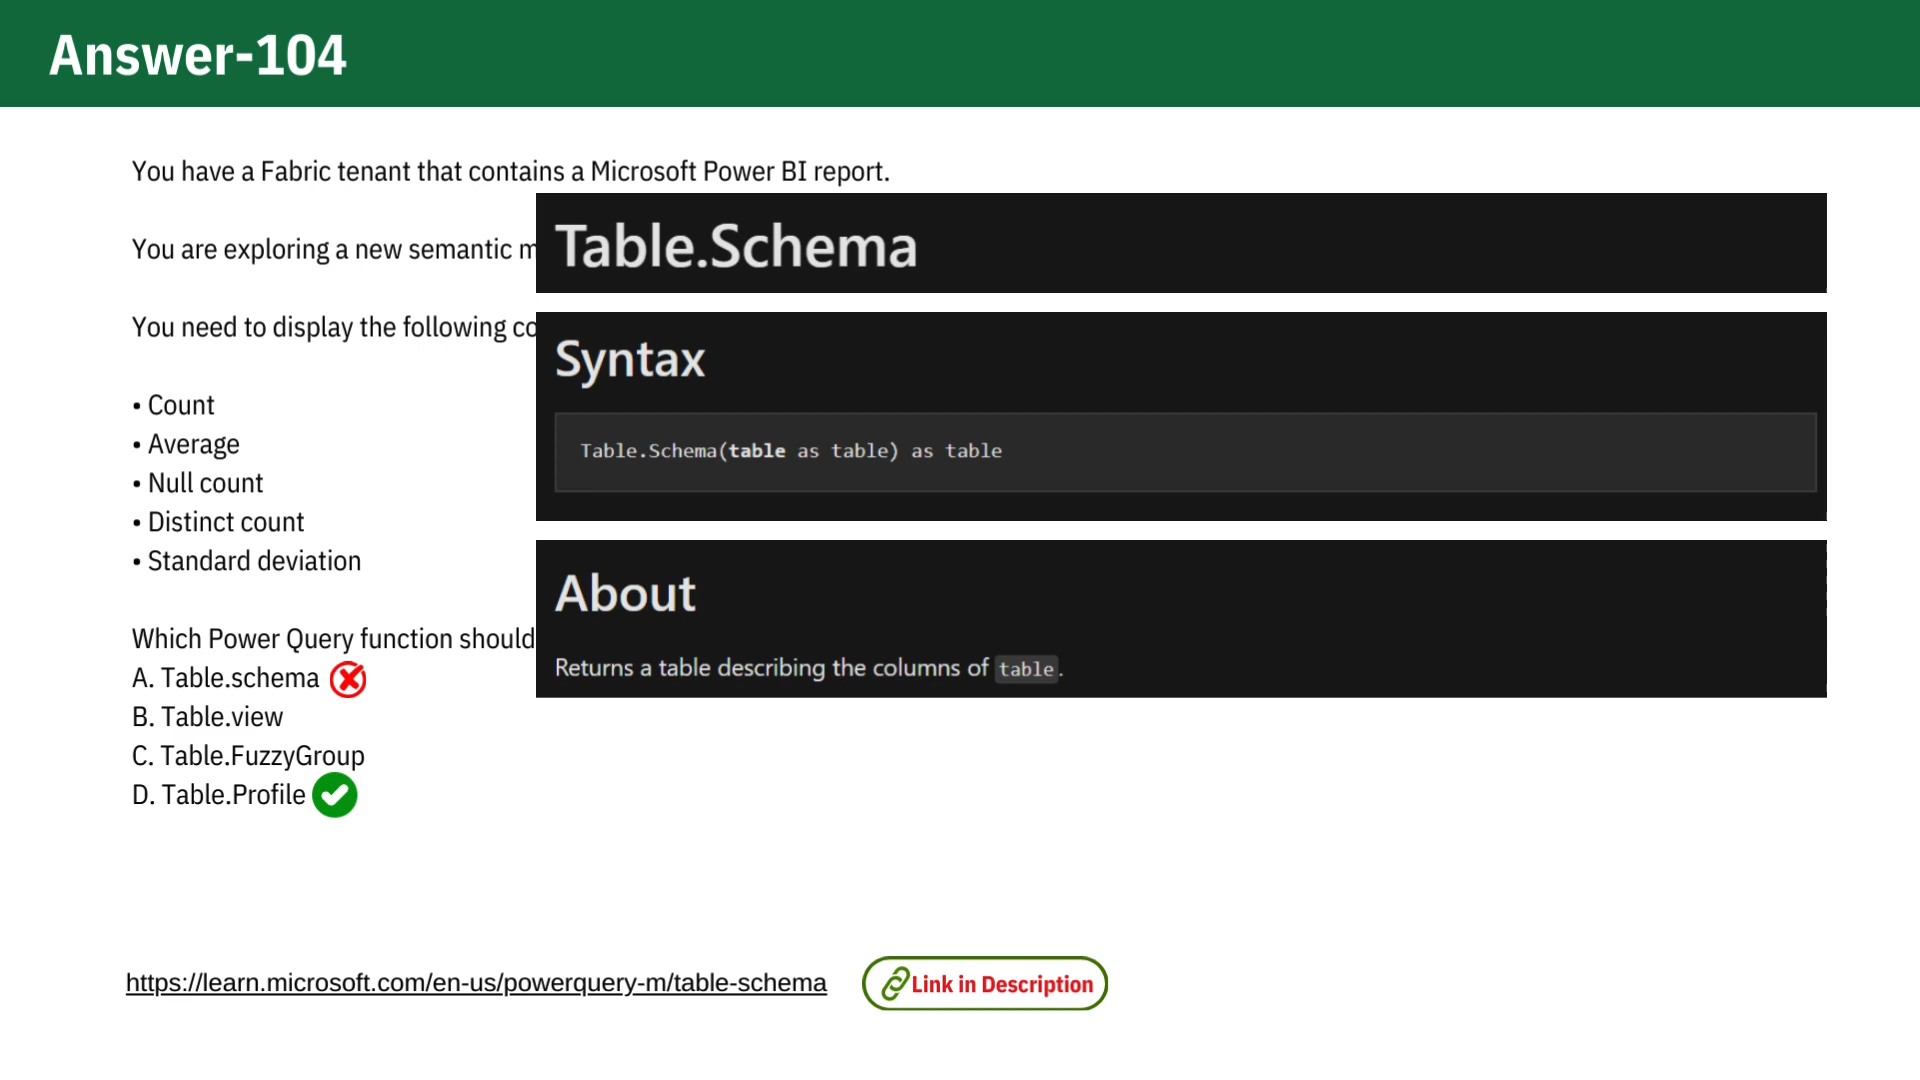 Answer-104
You have a Fabric tenant that contains a Microsoft Power BI report.
You are exploring a new semantic
You need to display the following
• Count
• Average
• Null count
• Distinct count
• Standard deviation
Which Power Query function should
A. Table.schema
B. Table.view
C. Table.FuzzyGroup
D. Table.Profile
Table.Schema
Syntax
Table.Schema(table as table) as table
About
Returns a table describing the columns of table.
https://learn.microsoft.com/en-us/powerquery-m/table-schema
Link in Description